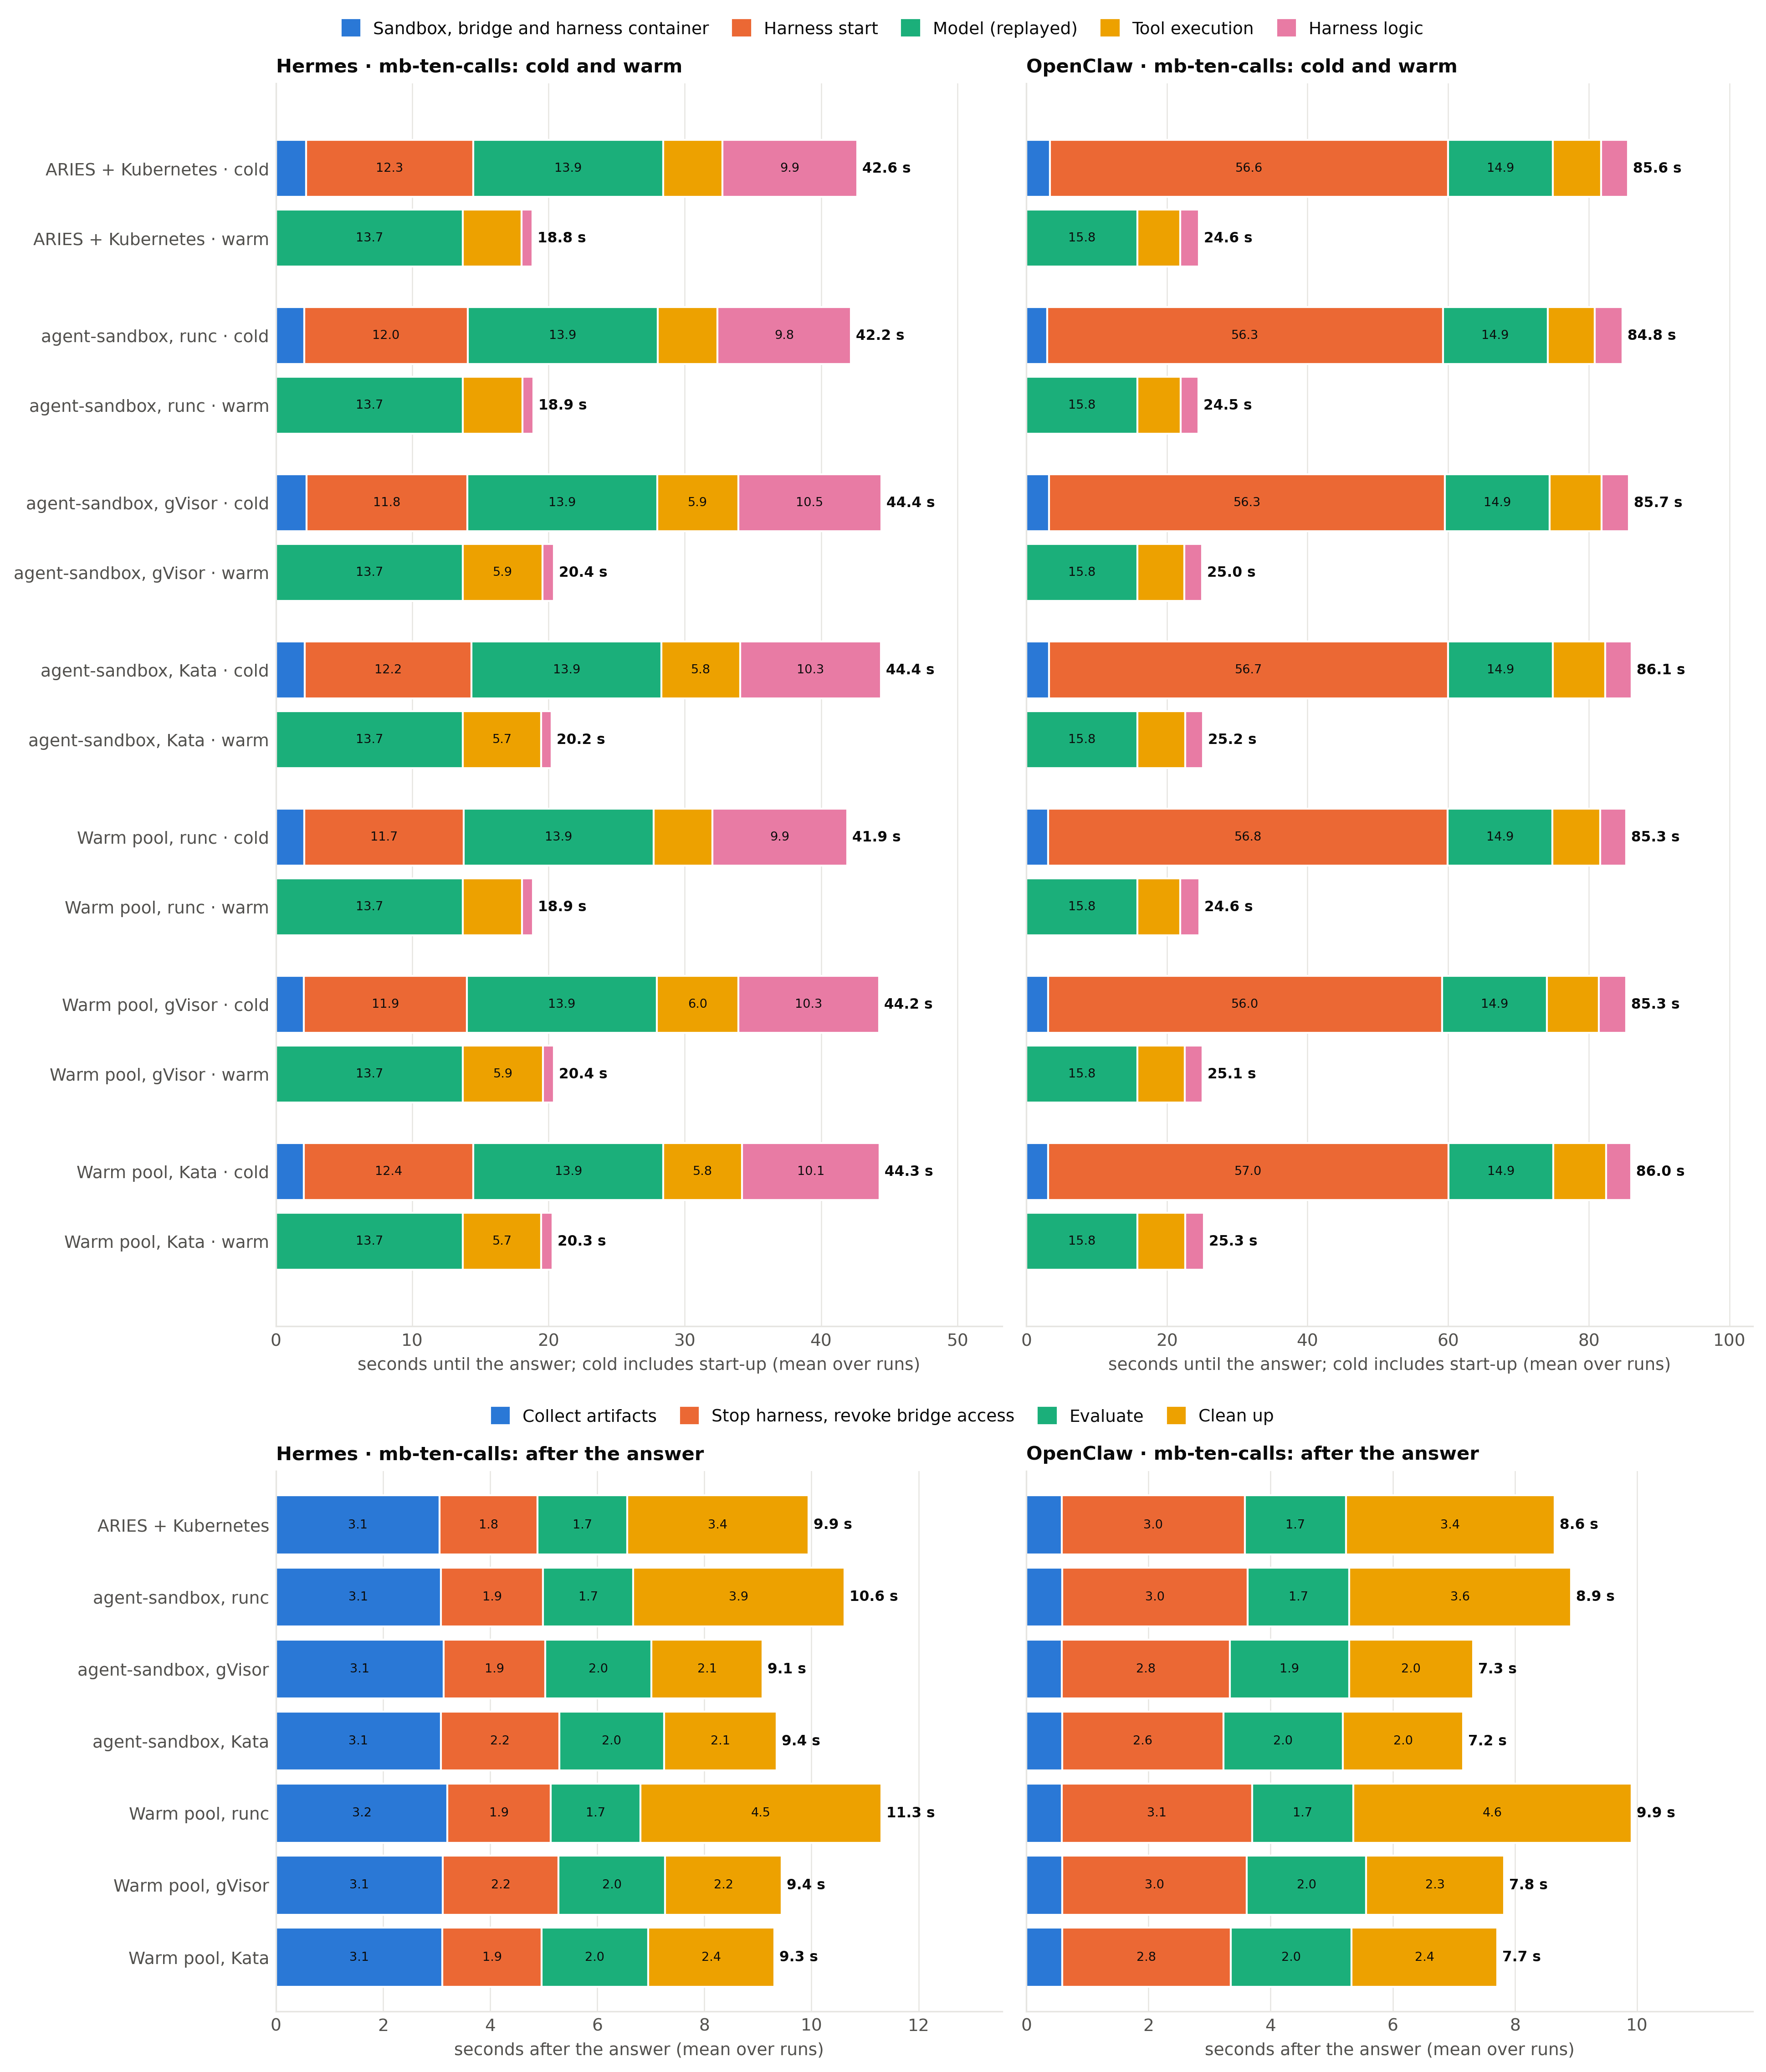 Sandbox, bridge and harness container Harness start Model (replayed) Tool execution Harness logic
Hermes · mb-ten-calls: cold and warm
ARIES + Kubernetes · cold 12.3 13.9 9.9 42.6 s
ARIES + Kubernetes · warm 13.7 18.8 s
agent-sandbox, runc · cold 12.0 13.9 9.8 42.2 s
agent-sandbox, runc · warm 13.7 18.9 s
agent-sandbox, gVisor · cold 11.8 13.9 5.9 10.5 44.4 s
agent-sandbox, gVisor · warm 13.7 5.9 20.4 s
agent-sandbox, Kata · cold 12.2 13.9 5.8 10.3 44.4 s
agent-sandbox, Kata · warm 13.7 5.7 20.2 s
Warm pool, runc · cold 11.7 13.9 9.9 41.9 s
Warm pool, runc · warm 13.7 18.9 s
Warm pool, gVisor · cold 11.9 13.9 6.0 10.3 44.2 s
Warm pool, gVisor · warm 13.7 5.9 20.4 s
Warm pool, Kata · cold 12.4 13.9 5.8 10.1 44.3 s
Warm pool, Kata · warm 13.7 5.7 20.3 s
0 10 20 30 40 50
seconds until the answer; cold includes start-up (mean over runs)
OpenClaw · mb-ten-calls: cold and warm
56.6 14.9 85.6 s
15.8 24.6 s
56.3 14.9 84.8 s
15.8 24.5 s
56.3 14.9 85.7 s
15.8 25.0 s
56.7 14.9 86.1 s
15.8 25.2 s
56.8 14.9 85.3 s
15.8 24.6 s
56.0 14.9 85.3 s
15.8 25.1 s
57.0 14.9 86.0 s
15.8 25.3 s
0 20 40 60 80 100
seconds until the answer; cold includes start-up (mean over runs)
Collect artifacts Stop harness, revoke bridge access Evaluate Clean up
Hermes · mb-ten-calls: after the answer
ARIES + Kubernetes 3.1 1.8 1.7 3.4 9.9 s
agent-sandbox, runc 3.1 1.9 1.7 3.9 10.6 s
agent-sandbox, gVisor 3.1 1.9 2.0 2.1 9.1 s
agent-sandbox, Kata 3.1 2.2 2.0 2.1 9.4 s
Warm pool, runc 3.2 1.9 1.7 4.5 11.3 s
Warm pool, gVisor 3.1 2.2 2.0 2.2 9.4 s
Warm pool, Kata 3.1 1.9 2.0 2.4 9.3 s
0 2 4 6 8 10 12
seconds after the answer (mean over runs)
OpenClaw · mb-ten-calls: after the answer
3.0 1.7 3.4 8.6 s
3.0 1.7 3.6 8.9 s
2.8 1.9 2.0 7.3 s
2.6 2.0 2.0 7.2 s
3.1 1.7 4.6 9.9 s
3.0 2.0 2.3 7.8 s
2.8 2.0 2.4 7.7 s
0 2 4 6 8 10
seconds after the answer (mean over runs)